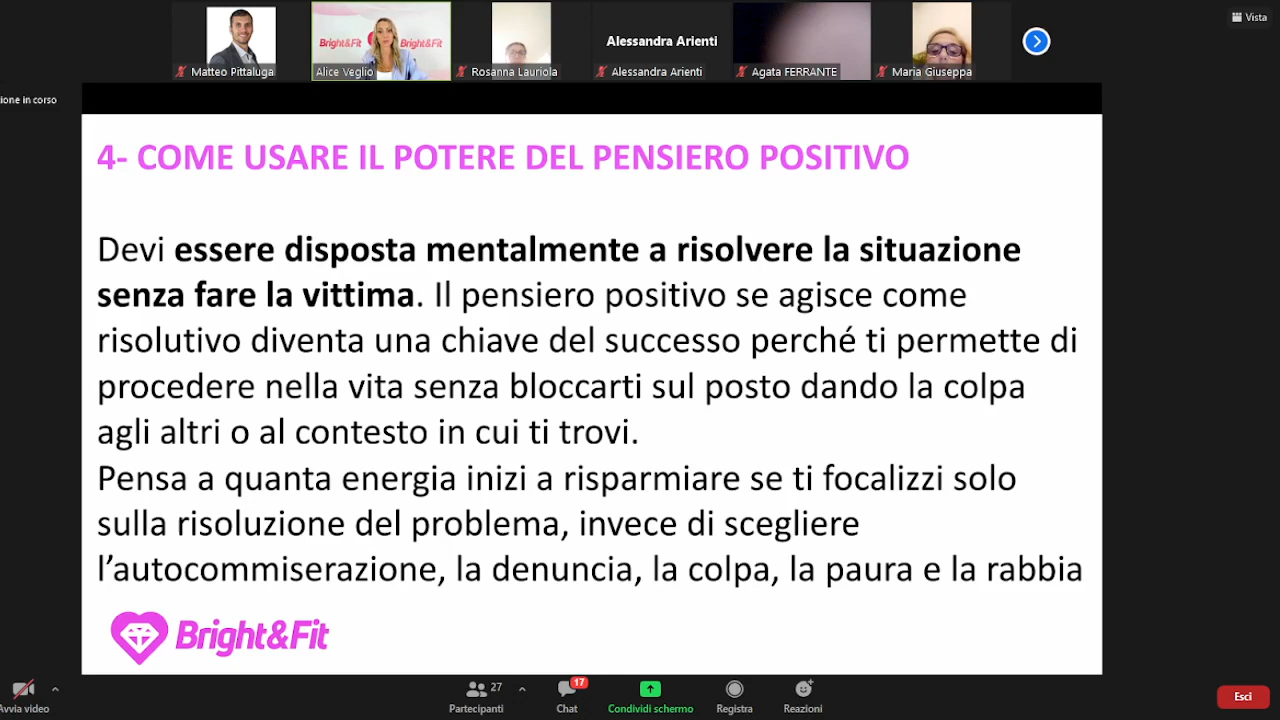 Alessandra Arienti
Vista
Bright&Fit
Bright&Fit
Matteo Pittaluga
Alice Veglio
Rosanna Lauriola
Alessandra Arienti
Agata FERRANTE
Maria Giuseppa
ione in corso
4- COME USARE IL POTERE DEL PENSIERO POSITIVO
Devi essere disposta mentalmente a risolvere la situazione
senza fare la vittima. Il pensiero positivo se agisce come
risolutivo diventa una chiave del successo perché ti permette di
procedere nella vita senza bloccarti sul posto dando la colpa
agli altri o al contesto in cui ti trovi.
Pensa a quanta energia inizi a risparmiare se ti focalizzi solo
sulla risoluzione del problema, invece di scegliere
l’autocommiserazione, la denuncia, la colpa, la paura e la rabbia
Bright&Fit
27
17
Avvia video
Partecipanti
Chat
Condividi schermo
Registra
Reazioni
Esci